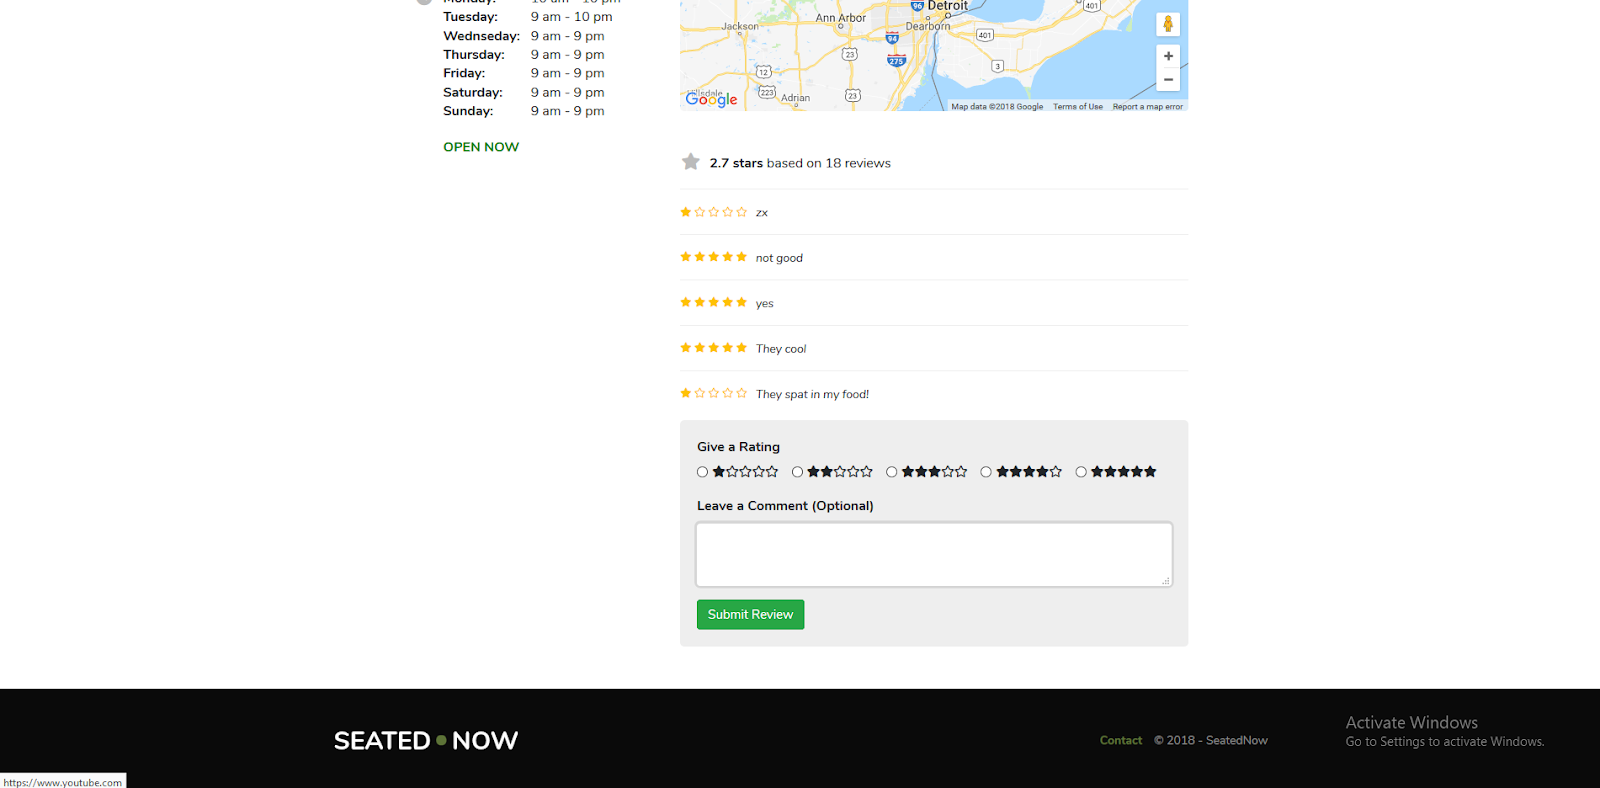 Monday: 10 am - 10 pm
Tuesday: 9 am - 10 pm
Wednseday: 9 am - 9 pm
Thursday: 9 am - 9 pm
Friday: 9 am - 9 pm
Saturday: 9 am - 9 pm
Sunday: 9 am - 9 pm
OPEN NOW
96 Detroit
401
Ann Arbor
Jackson
Dearborn
94
401
23
275
3
12
Hillsdale
223
Adrian
23
Google
Map data ©2018 Google Terms of Use Report a map error
+
−
2.7 stars based on 18 reviews
zx
not good
yes
They cool
They spat in my food!
Give a Rating
Leave a Comment (Optional)
Submit Review
SEATED NOW
Contact © 2018 - SeatedNow
Activate Windows
Go to Settings to activate Windows.
https://www.youtube.com